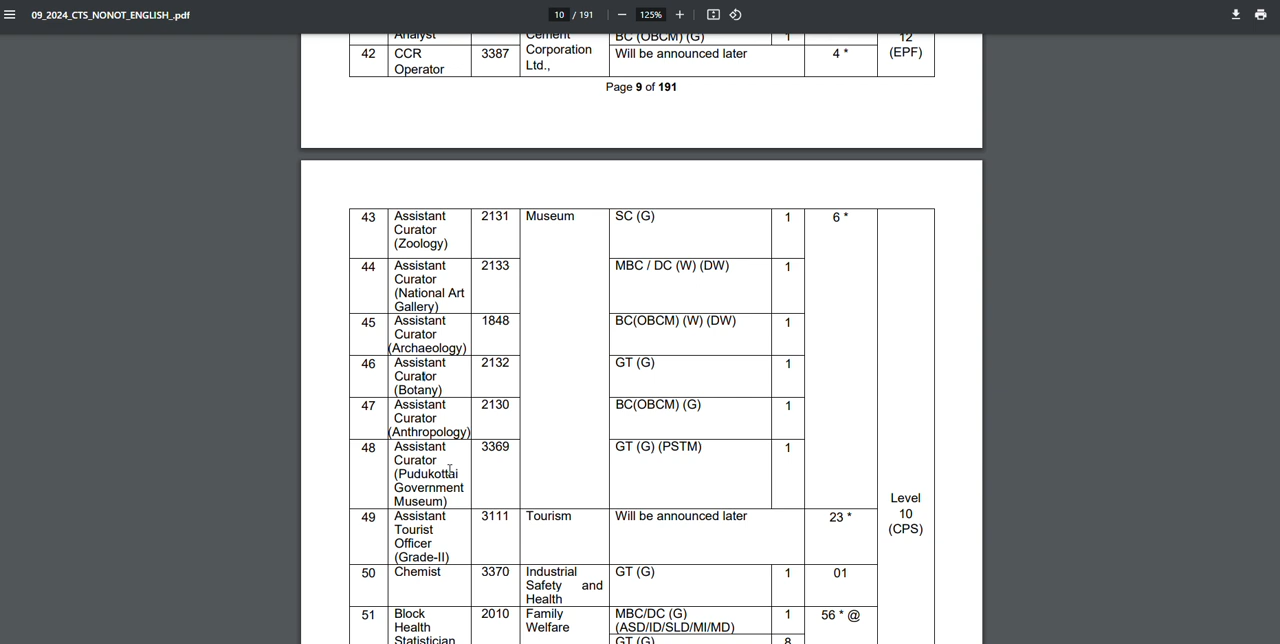 09_2024_CTS_NONOT_ENGLISH_.pdf 10 / 191 125%
Analyst Cement BC (OBCM) (G) 1 12
42 CCR 3387 Corporation Will be announced later 4 * (EPF)
Operator Ltd.,
Page 9 of 191
43 Assistant 2131 Museum SC (G) 1 6 *
Curator
(Zoology)
44 Assistant 2133 MBC / DC (W) (DW) 1
Curator
(National Art
Gallery)
45 Assistant 1848 BC(OBCM) (W) (DW) 1
Curator
(Archaeology)
46 Assistant 2132 GT (G) 1
Curator
(Botany)
47 Assistant 2130 BC(OBCM) (G) 1
Curator
(Anthropology)
48 Assistant 3369 GT (G) (PSTM) 1
Curator
(Pudukottai
Government
Museum)
Level
10
(CPS)
49 Assistant 3111 Tourism Will be announced later 23 *
Tourist
Officer
(Grade-II)
50 Chemist 3370 Industrial GT (G) 1 01
Safety and
Health
51 Block 2010 Family MBC/DC (G) 1 56 * @
Health Welfare (ASD/ID/SLD/MI/MD)
Statistician GT (G) 8